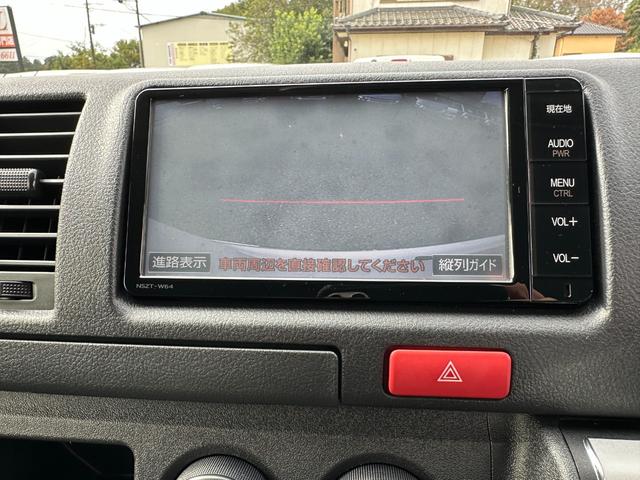 現在地
AUDIO
PWR
MENU
CTRL
VOL+
VOL−
進路表示
車両周辺を直接確認してください
縦列ガイド
NSZT-W64